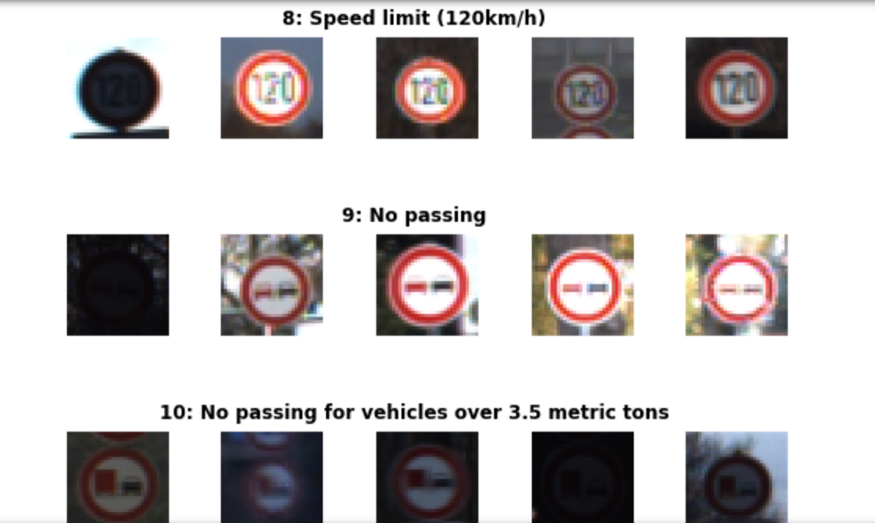 8: Speed limit (120km/h)
120 120 120 120 120
9: No passing
10: No passing for vehicles over 3.5 metric tons